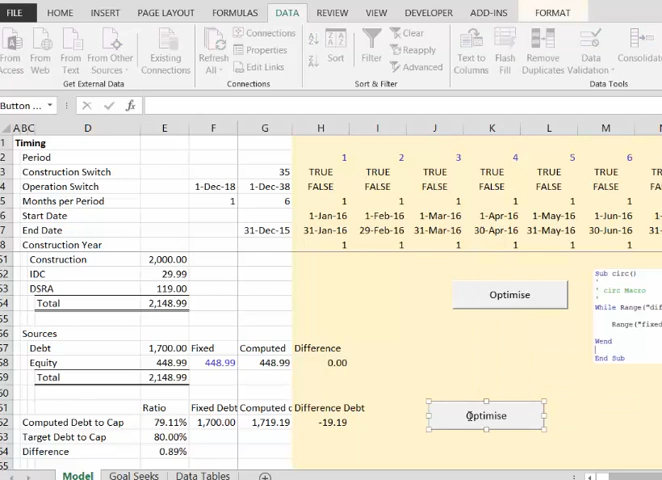 FILE HOME INSERT PAGE LAYOUT FORMULAS DATA REVIEW VIEW DEVELOPER ADD-INS FORMAT
From Access From Web From Text From Other Sources Existing Connections Refresh All Connections Properties Edit Links Sort Filter Clear Reapply Advanced Text to Columns Flash Fill Remove Duplicates Data Validation
Get External Data Connections Sort & Filter Data Tools
Button ... fx
A B C D E F G H I J K L M
1 Timing
2 Period 1 2 3 4 5 6
3 Construction Switch 35 TRUE TRUE TRUE TRUE TRUE TRUE
4 Operation Switch 1-Dec-18 1-Dec-38 FALSE FALSE FALSE FALSE FALSE FALSE
5 Months per Period 1 6 1 1 1 1 1 1
6 Start Date 1-Jan-16 1-Feb-16 1-Mar-16 1-Apr-16 1-May-16 1-Jun-16
7 End Date 31-Dec-15 31-Jan-16 29-Feb-16 31-Mar-16 30-Apr-16 31-May-16 30-Jun-16
8 Construction Year 1 1 1 1 1 1
51 Construction 2,000.00
52 IDC 29.99
53 DSRA 119.00
54 Total 2,148.99
55
56 Sources
57 Debt 1,700.00 Fixed Computed Difference
58 Equity 448.99 448.99 448.99 0.00
59 Total 2,148.99
60
61 Ratio Fixed Debt Computed Difference Debt
62 Computed Debt to Cap 79.11% 1,700.00 1,719.19 -19.19
63 Target Debt to Cap 80.00%
64 Difference 0.89%
65
Optimise
Optimise
Sub circ()
'
' circ Macro
'
While Range("di
Range("fixe
Wend
End Sub
Model Goal Seeks Data Tables